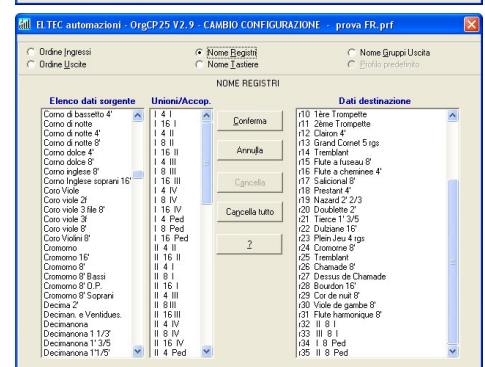 ELTEC automazioni - OrgCP25 V2.9 - CAMBIO CONFIGURAZIONE - prova FR.prf
Ordine Ingressi
Nome Registri
Nome Gruppi Uscita
Ordine Uscite
Nome Tastiere
Profilo predefinito
NOME REGISTRI
Elenco dati sorgente
Corno di bassetto 4'
Corno di notte
Corno di notte 4'
Corno di notte 8'
Corno dolce 4'
Corno dolce 8'
Corno inglese 8'
Corno Inglese soprani 16'
Coro Viole
Coro viole 2f
Coro viole 3 file 8'
Coro viole 3f
Coro viole 8'
Coro Violini 8'
Cromorno
Cromorno 16'
Cromorno 8'
Cromorno 8' Bassi
Cromorno 8' O.P.
Cromorno 8' Soprani
Decima 2'
Deciman. e Ventidues.
Decimanona
Decimanona 1 1/3'
Decimanona 1' 3/5
Decimanona 1'1/5'
Unioni/Accop.
I 4 I
I 16 I
I 4 II
I 8 II
I 16 II
I 4 III
I 8 III
I 16 III
I 4 IV
I 8 IV
I 16 IV
I 4 Ped
I 8 Ped
I 16 Ped
II 4 II
II 16 II
II 4 I
II 8 I
II 16 I
II 4 III
II 8 III
II 16 III
II 4 IV
II 8 IV
II 16 IV
II 4 Ped
Conferma
Annulla
Cancella
Cancella tutto
?
Dati destinazione
r10 1ère Trompette
r11 2ème Trompette
r12 Clairon 4'
r13 Grand Cornet 5 rgs
r14 Tremblant
r15 Flute a fuseau 8'
r16 Flute a cheminee 4'
r17 Salicional 8'
r18 Prestant 4'
r19 Nazard 2' 2/3
r20 Doublette 2'
r21 Tierce 1' 3/5
r22 Dulziane 16'
r23 Plein Jeu 4 rgs
r24 Cromorne 8'
r25 Tremblant
r26 Chamade 8'
r27 Dessus de Chamade
r28 Bourdon 16'
r29 Cor de nuit 8'
r30 Viole de gambe 8'
r31 Flute harmonique 8'
r32 II 8 I
r33 III 8 I
r34 I 8 Ped
r35 II 8 Ped